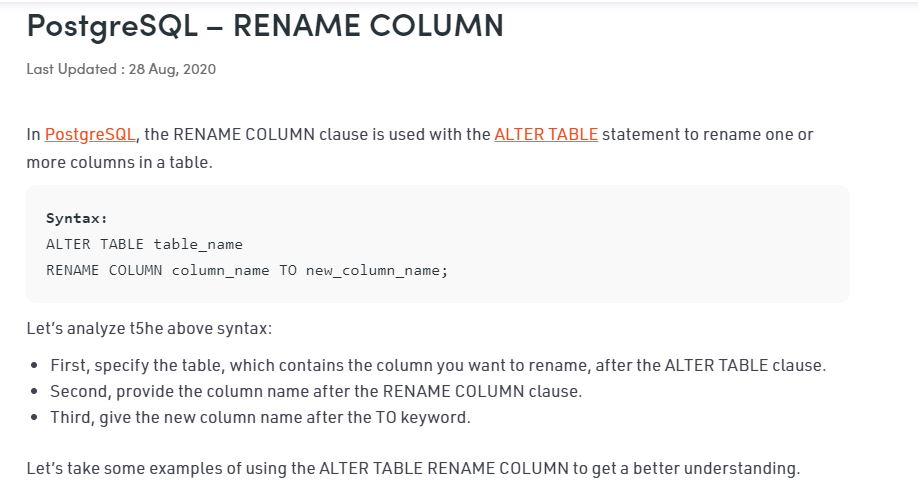 PostgreSQL – RENAME COLUMN
Last Updated : 28 Aug, 2020
In PostgreSQL, the RENAME COLUMN clause is used with the ALTER TABLE statement to rename one or
more columns in a table.
Syntax:
ALTER TABLE table_name
RENAME COLUMN column_name TO new_column_name;
Let’s analyze t5he above syntax:
• First, specify the table, which contains the column you want to rename, after the ALTER TABLE clause.
• Second, provide the column name after the RENAME COLUMN clause.
• Third, give the new column name after the TO keyword.
Let’s take some examples of using the ALTER TABLE RENAME COLUMN to get a better understanding.